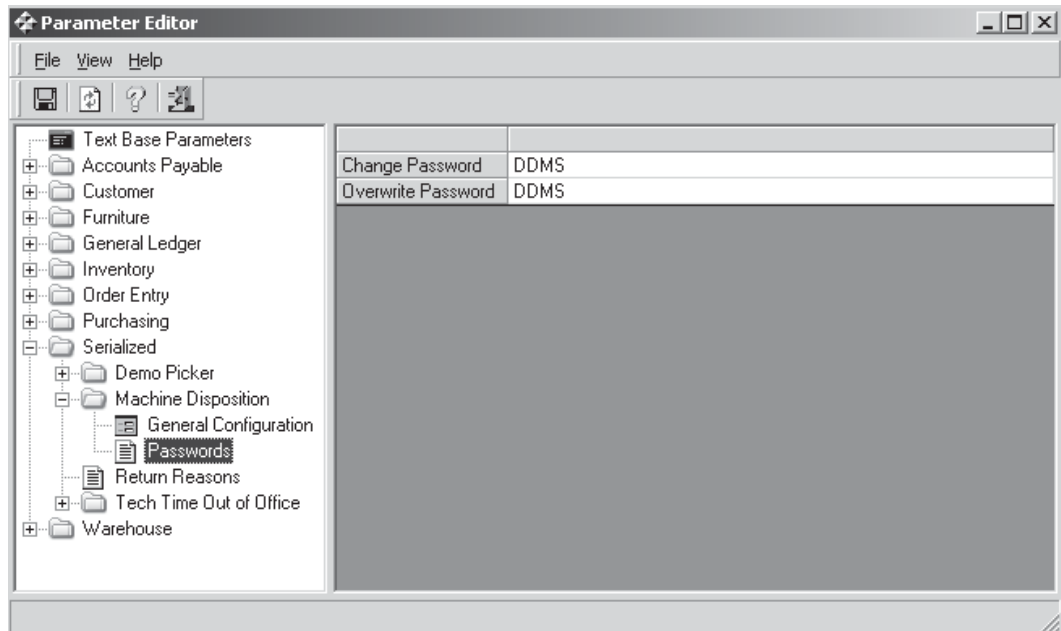 Parameter Editor
File View Help
Text Base Parameters
Accounts Payable
Customer
Furniture
General Ledger
Inventory
Order Entry
Purchasing
Serialized
Demo Picker
Machine Disposition
General Configuration
Passwords
Return Reasons
Tech Time Out of Office
Warehouse
Change Password DDMS
Overwrite Password DDMS